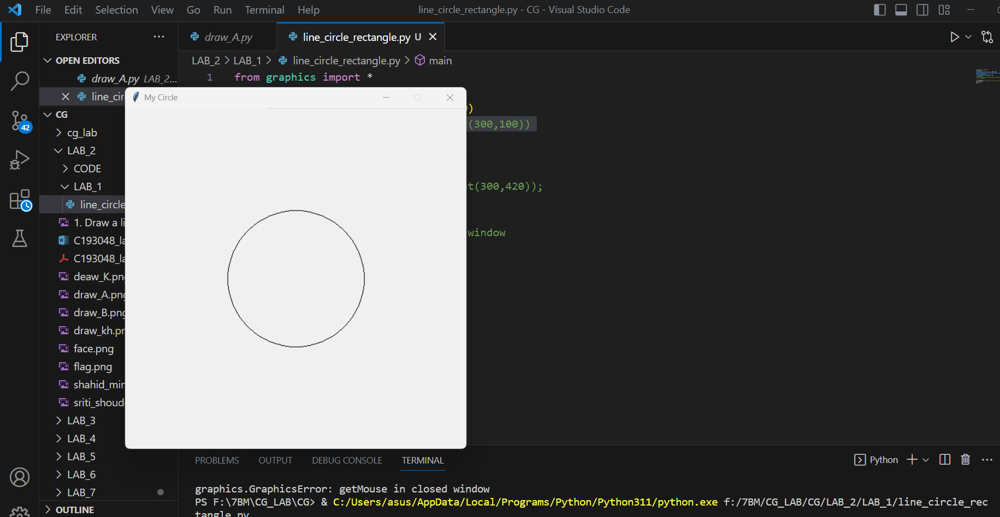 File Edit Selection View Go Run Terminal Help line_circle_rectangle.py - CG - Visual Studio Code
EXPLORER
draw_A.py line_circle_rectangle.py U
OPEN EDITORS
draw_A.py LAB_2...
line_cir
LAB_2 > LAB_1 > line_circle_rectangle.py > main
1 from graphics import *
)
(300,100))
t(300,420));
window
My Circle
CG
42
cg_lab
LAB_2
CODE
LAB_1
line_circle
1. Draw a li
C193048_la
C193048_la
deaw_K.pn
draw_A.png
draw_B.png
draw_kh.pr
face.png
flag.png
shahid_mir
sriti_shoud
LAB_3
LAB_4
LAB_5
LAB_6
LAB_7
OUTLINE
PROBLEMS OUTPUT DEBUG CONSOLE TERMINAL Python
graphics.GraphicsError: getMouse in closed window
PS F:\7BM\CG_LAB\CG> & C:/Users/asus/AppData/Local/Programs/Python/Python311/python.exe f:/7BM/CG_LAB/CG/LAB_2/LAB_1/line_circle_rec
tangle.py